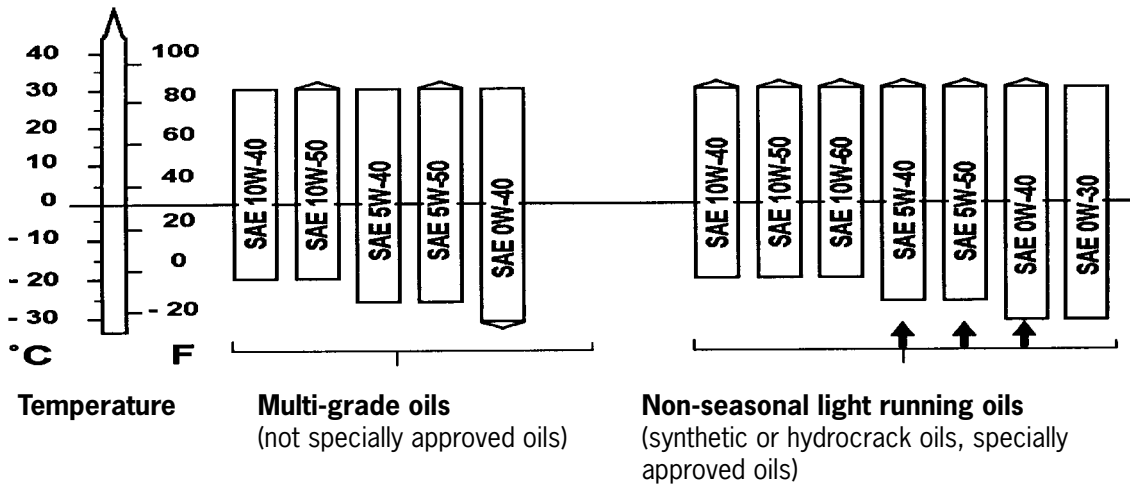 40
30
20
10
0
- 10
- 20
- 30
°C
100
80
60
40
20
0
- 20
F
SAE 10W-40
SAE 10W-50
SAE 5W-40
SAE 5W-50
SAE 0W-40
SAE 10W-40
SAE 10W-50
SAE 10W-60
SAE 5W-40
SAE 5W-50
SAE 0W-40
SAE 0W-30
Temperature
Multi-grade oils
(not specially approved oils)
Non-seasonal light running oils
(synthetic or hydrocrack oils, specially
approved oils)